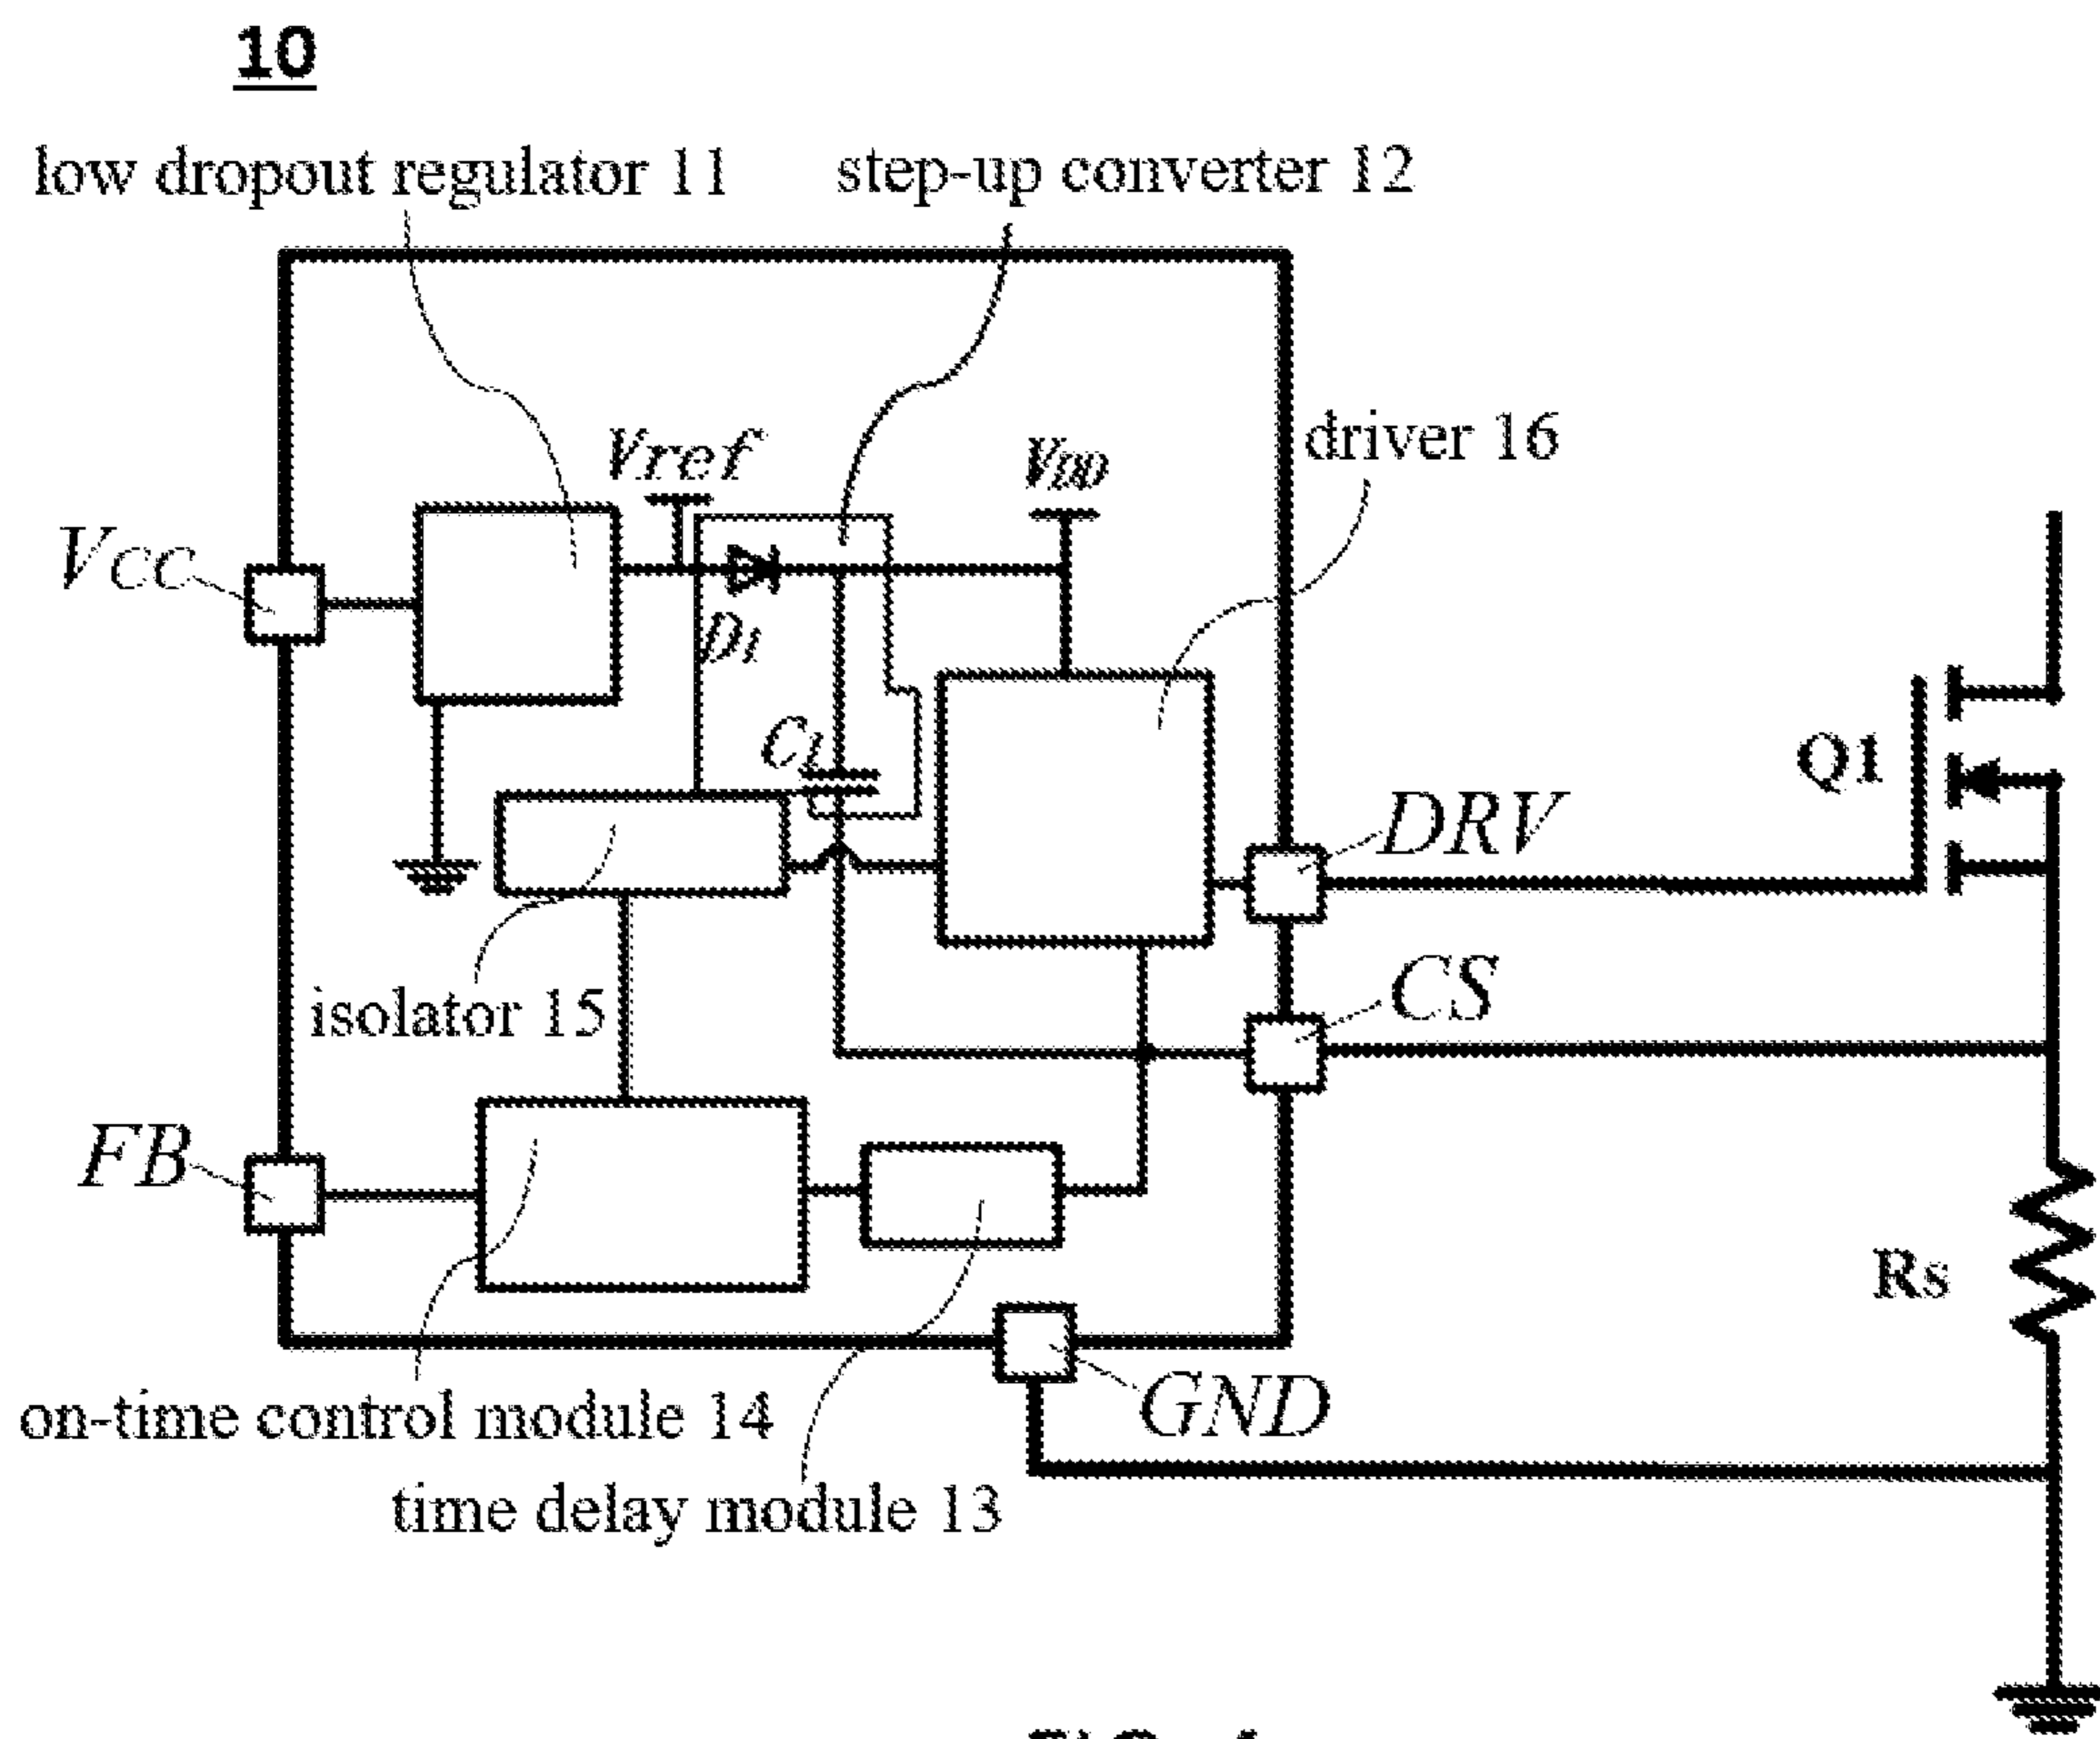 10
low dropout regulator 11
step-up converter 12
Vref
VDD
driver 16
VCC
D1
C1
Q1
DRV
isolator 15
CS
FB
Rs
on-time control module 14
GND
time delay module 13